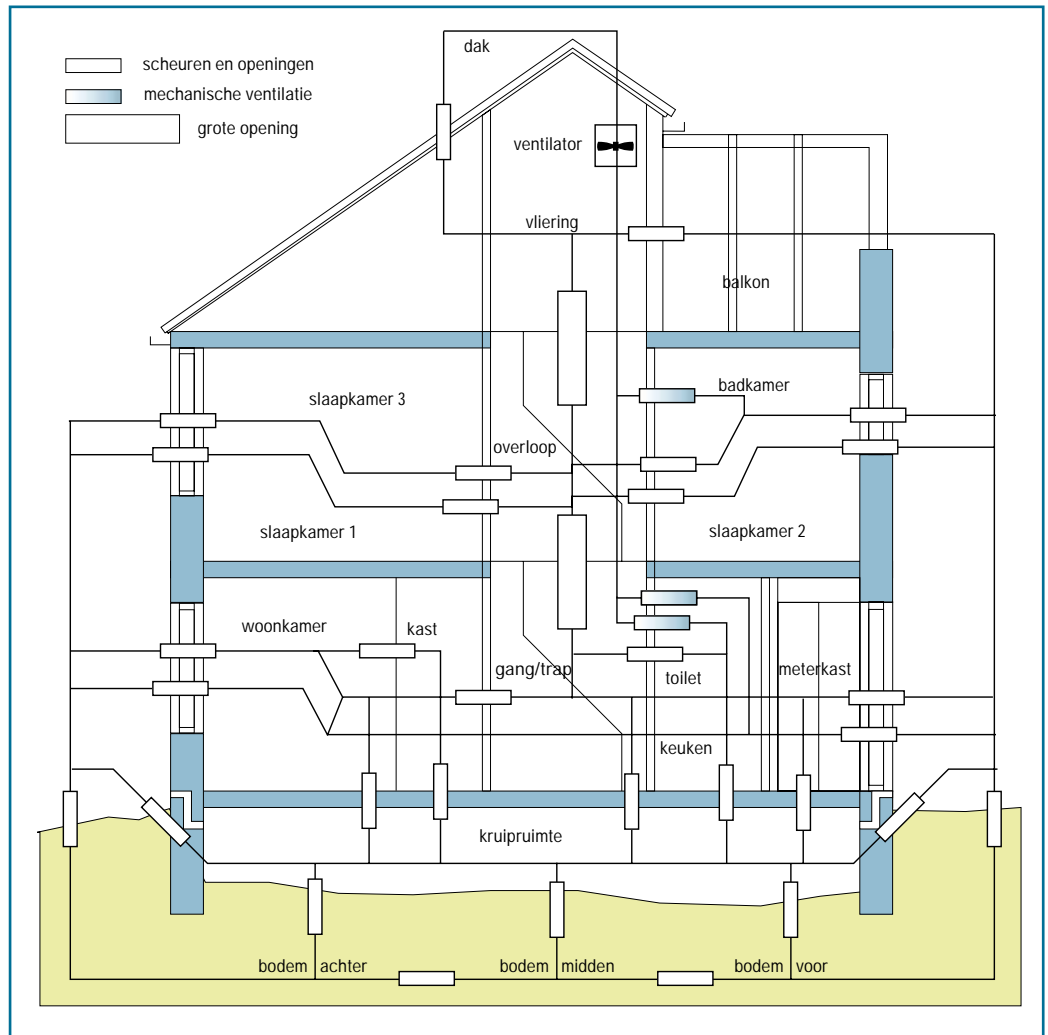 scheuren en openingen
mechanische ventilatie
grote opening
dak
ventilator
vliering
balkon
slaapkamer 3
badkamer
overloop
slaapkamer 1
slaapkamer 2
woonkamer
kast
gang/trap
toilet
meterkast
keuken
kruipruimte
bodem achter
bodem midden
bodem voor